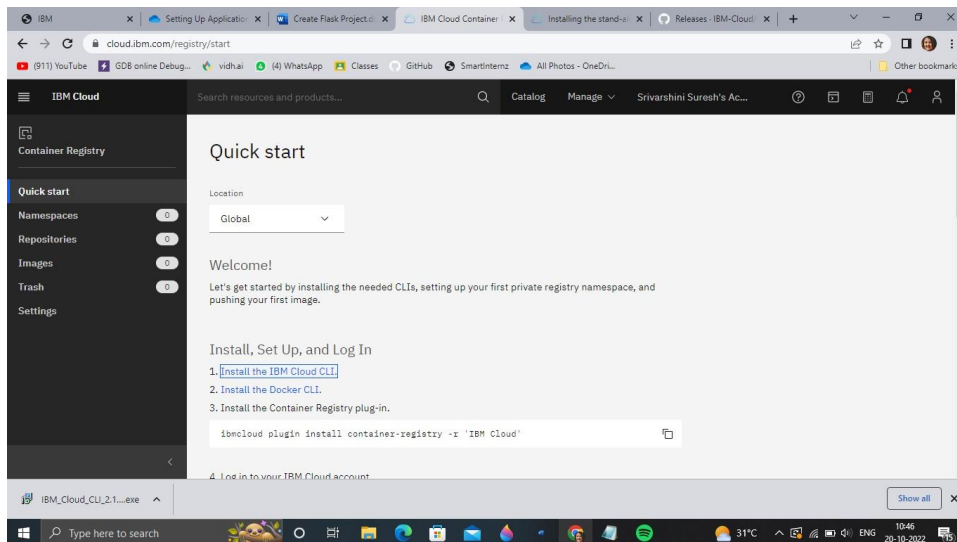 IBM
Setting Up Application
Create Flask Project.d
IBM Cloud Container
Installing the stand-a
Releases · IBM-Cloud
cloud.ibm.com/registry/start
(911) YouTube
GDB online Debug...
vidh.ai
(4) WhatsApp
Classes
GitHub
SmartInternz
All Photos - OneDri...
Other bookmark
IBM Cloud
Search resources and products...
Catalog
Manage
Srivarshini Suresh's Ac...
Container Registry
Quick start
Namespaces 0
Repositories 0
Images 0
Trash 0
Settings
Quick start
Location
Global
Welcome!
Let's get started by installing the needed CLIs, setting up your first private registry namespace, and
pushing your first image.
Install, Set Up, and Log In
1. Install the IBM Cloud CLI.
2. Install the Docker CLI.
3. Install the Container Registry plug-in.
ibmcloud plugin install container-registry -r 'IBM Cloud'
4. Log in to your IBM Cloud account.
IBM_Cloud_CLI_2.1....exe
Show all
Type here to search
31°C
ENG
10:46
20-10-2022
15